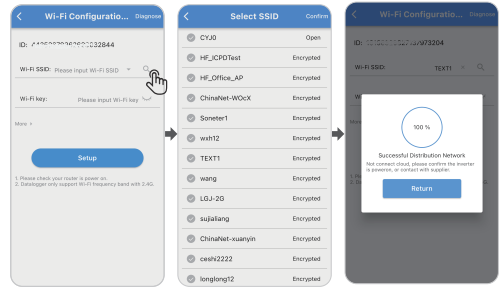 Wi-Fi Configuratio... Diagnose
ID:
Wi-Fi SSID: Please input Wi-Fi SSID
Wi-Fi key: Please input Wi-Fi key
More
Setup
1. Please check your router is power on.
2. Datalogger only support Wi-Fi frequency band with 2.4G.
Select SSID Confirm
CYJ0 Open
HF_ICPDTest Encrypted
HF_Office_AP Encrypted
ChinaNet-WOcX Encrypted
Soneter1 Encrypted
wxh12 Encrypted
TEXT1 Encrypted
wang Encrypted
LGJ-2G Encrypted
sujialiang Encrypted
ChinaNet-xuanyin Encrypted
ceshi2222 Encrypted
longlong12 Encrypted
Wi-Fi Configuratio... Diagnose
ID:
Wi-Fi SSID: TEXT1
100 %
Successful Distribution Network
Not connect cloud, please confirm the inverter
is poweron, or contact with supplier.
Return